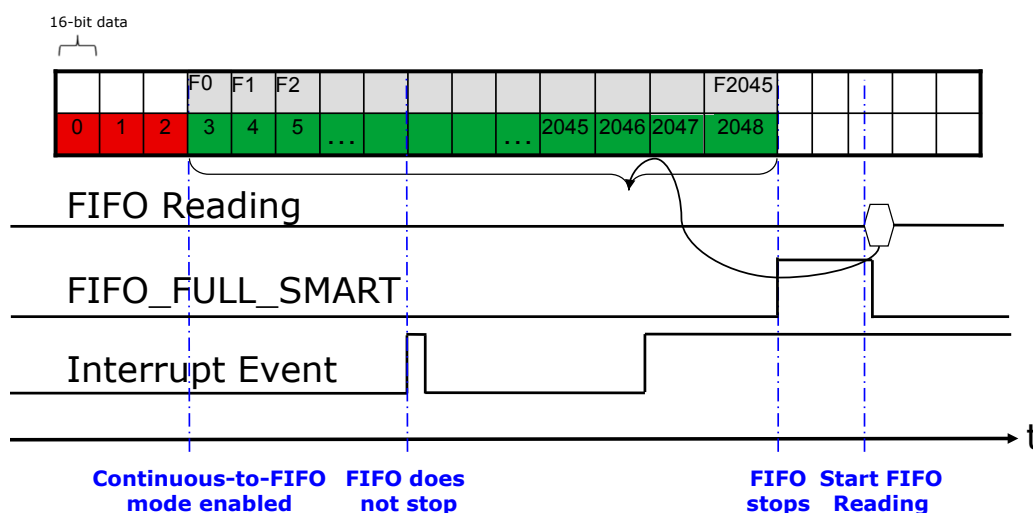 16-bit data
F0 F1 F2 F2045
0 1 2 3 4 5 ... ... 2045 2046 2047 2048
FIFO Reading
FIFO_FULL_SMART
Interrupt Event
t
Continuous-to-FIFO FIFO does FIFO Start FIFO
mode enabled not stop stops Reading